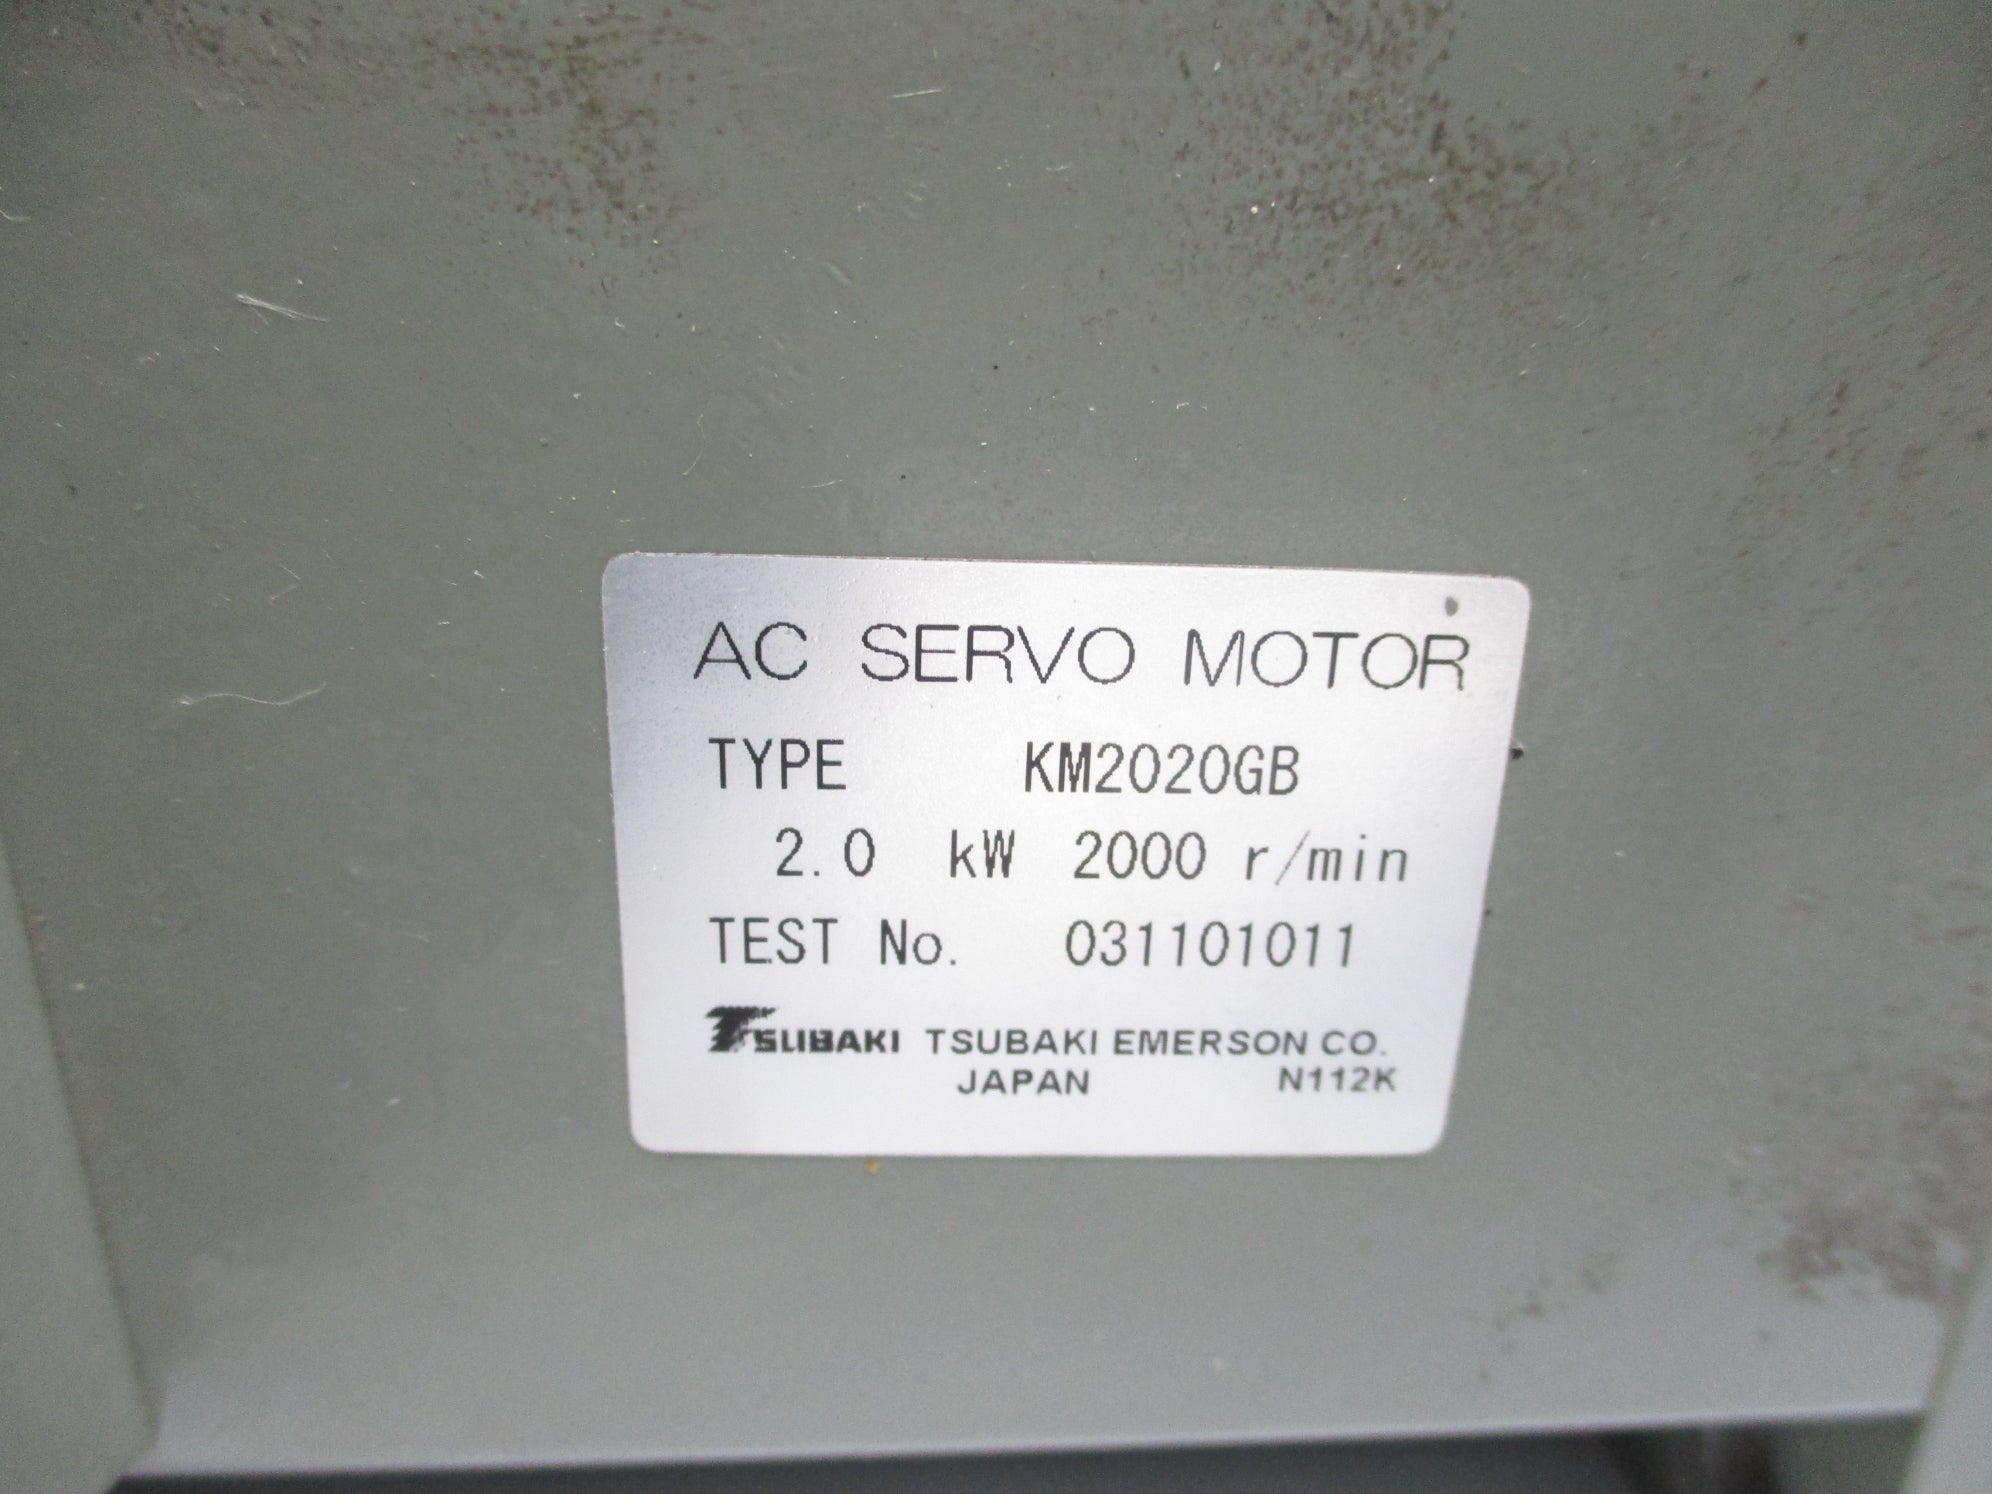 AC SERVO MOTOR
TYPE KM2020GB
2.0 kW 2000 r/min
TEST No. 031101011
TSUBAKI TSUBAKI EMERSON CO.
JAPAN N112K